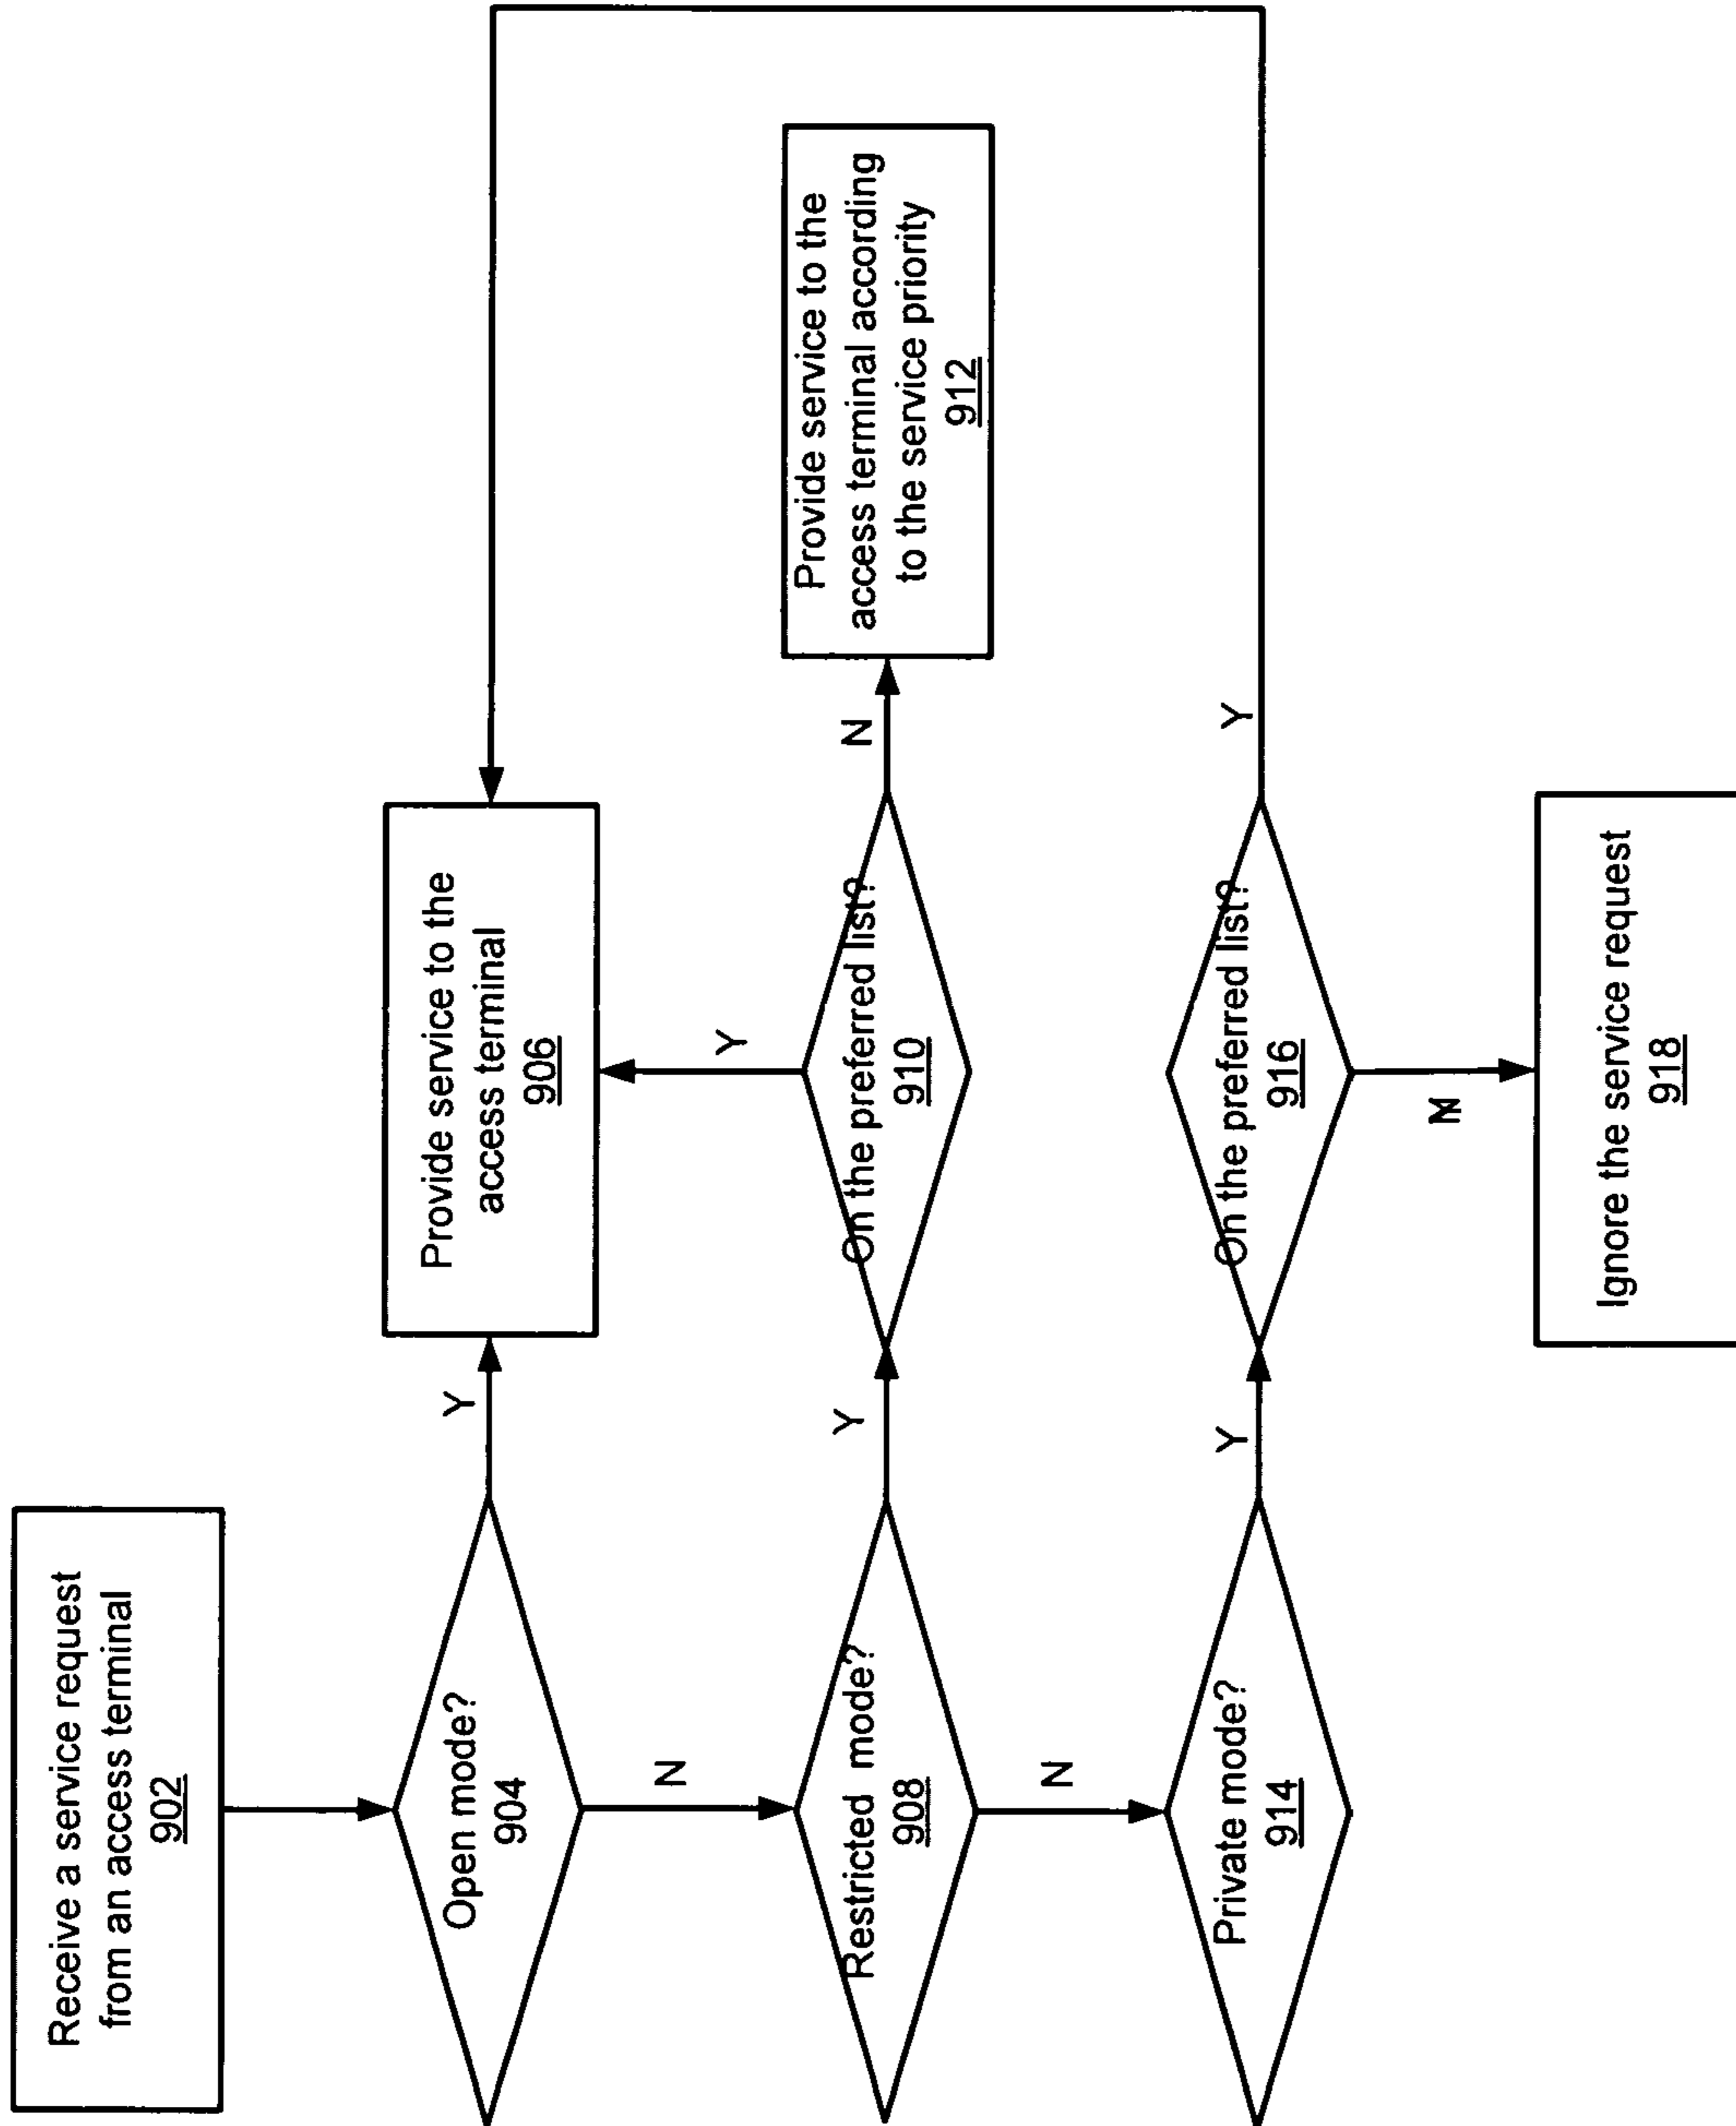 Receive a service request
from an access terminal
902
Open mode?
904
Y
Provide service to the
access terminal
906
N
Restricted mode?
908
Y
On the preferred list?
910
Y
N
Provide service to the
access terminal according
to the service priority
912
N
Private mode?
914
Y
On the preferred list?
916
Y
Ignore the service request
918